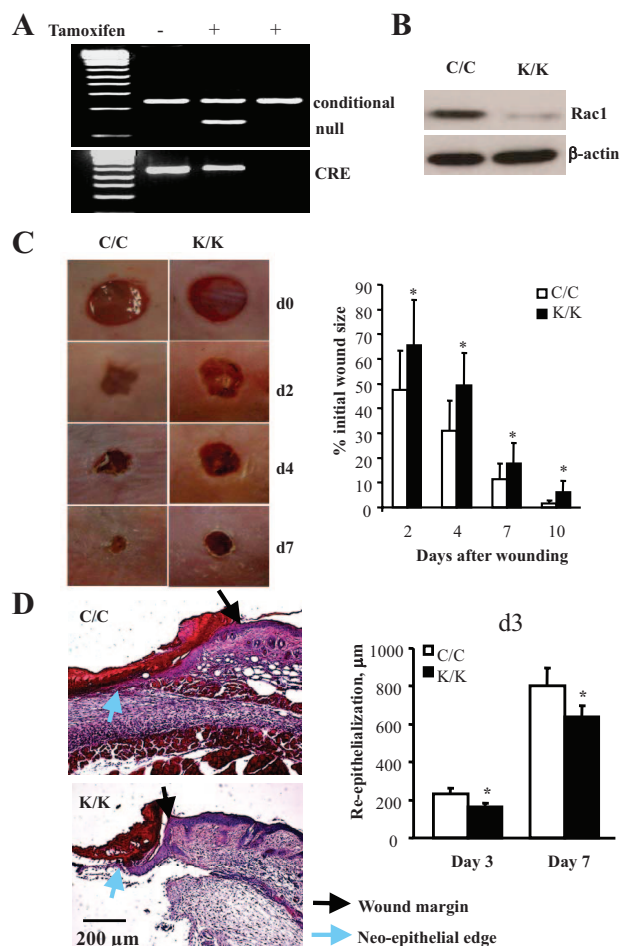 A
Tamoxifen - + +
conditional
null
CRE
B
C/C K/K
Rac1
β-actin
C
C/C K/K
d0
d2
d4
d7
% initial wound size
90
80
70
60
50
40
30
20
10
0
* * * *
C/C
K/K
2 4 7 10
Days after wounding
D
C/C
K/K
200 μm
d3
Re-epithelialization, μm
1000
800
600
400
200
0
C/C
K/K
* *
Day 3 Day 7
Wound margin
Neo-epithelial edge